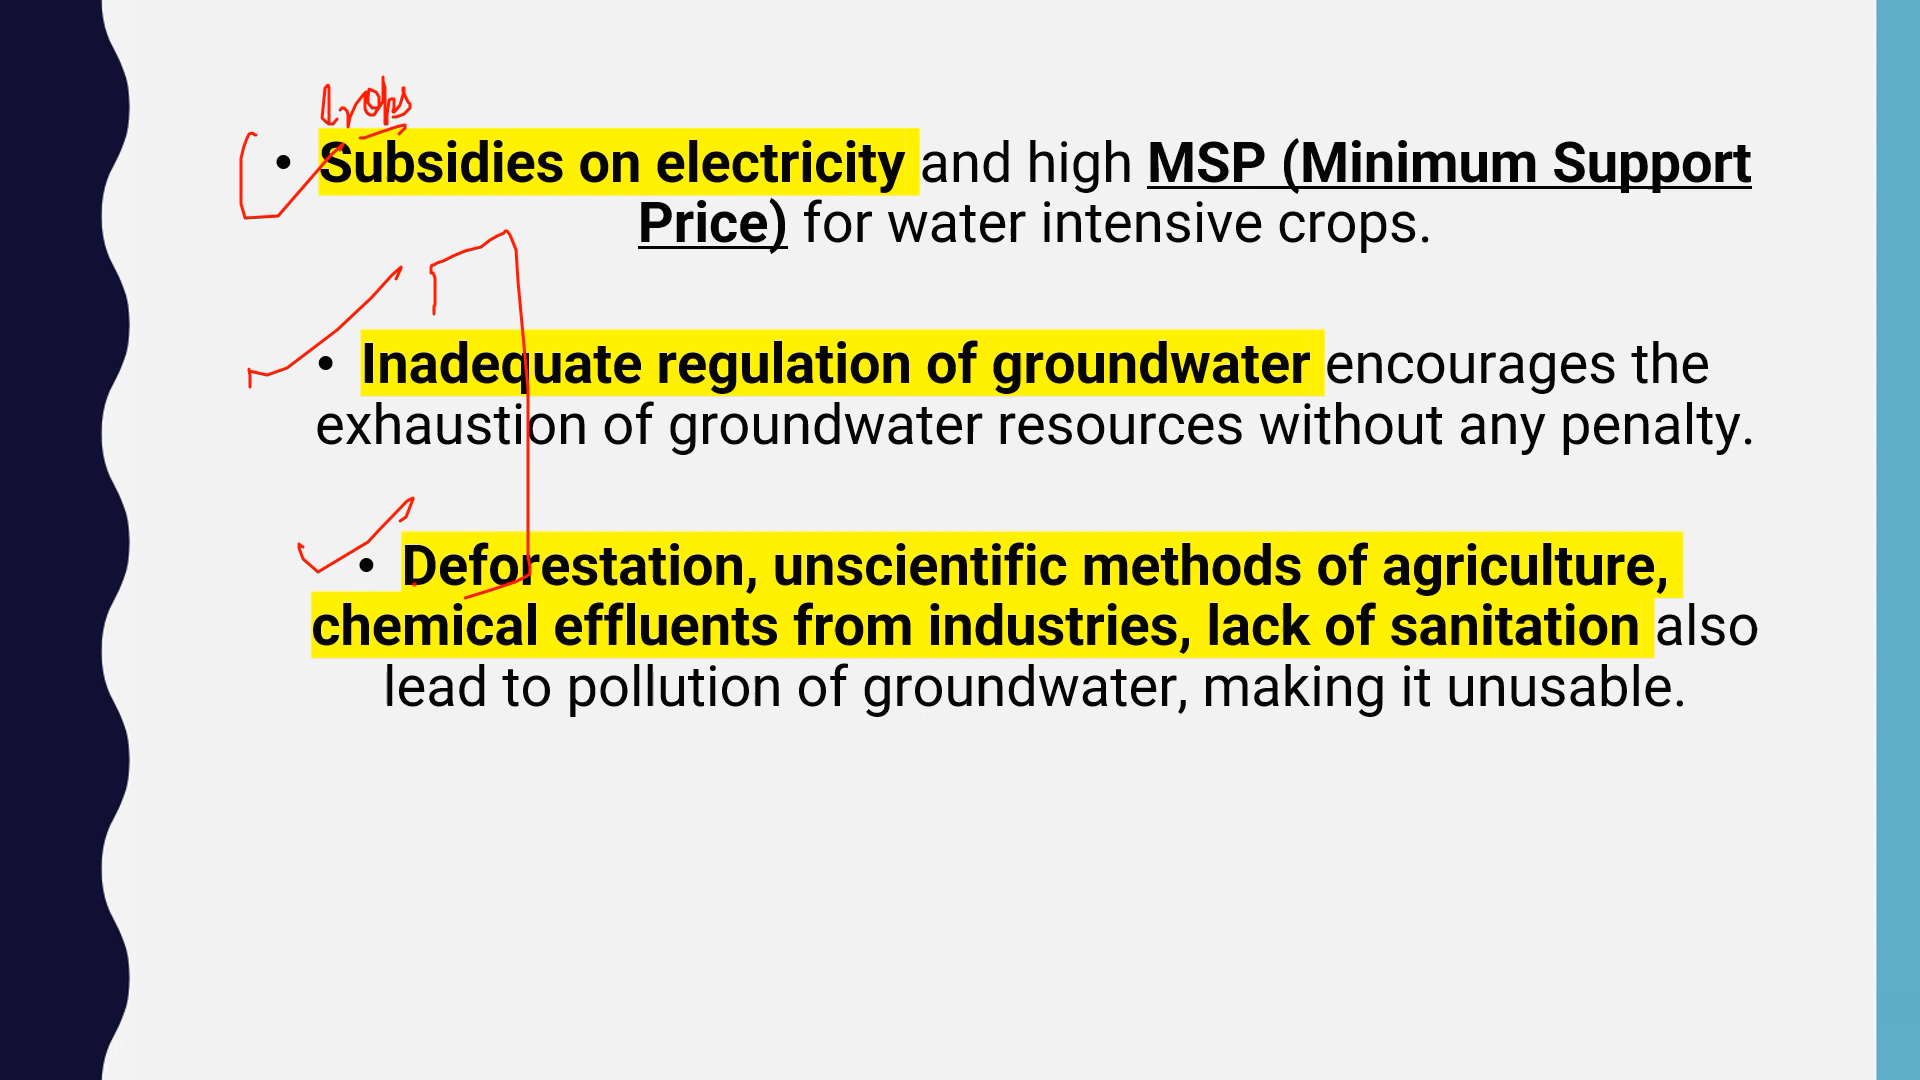 Crops
• Subsidies on electricity and high MSP (Minimum Support
Price) for water intensive crops.
• Inadequate regulation of groundwater encourages the
exhaustion of groundwater resources without any penalty.
• Deforestation, unscientific methods of agriculture,
chemical effluents from industries, lack of sanitation also
lead to pollution of groundwater, making it unusable.